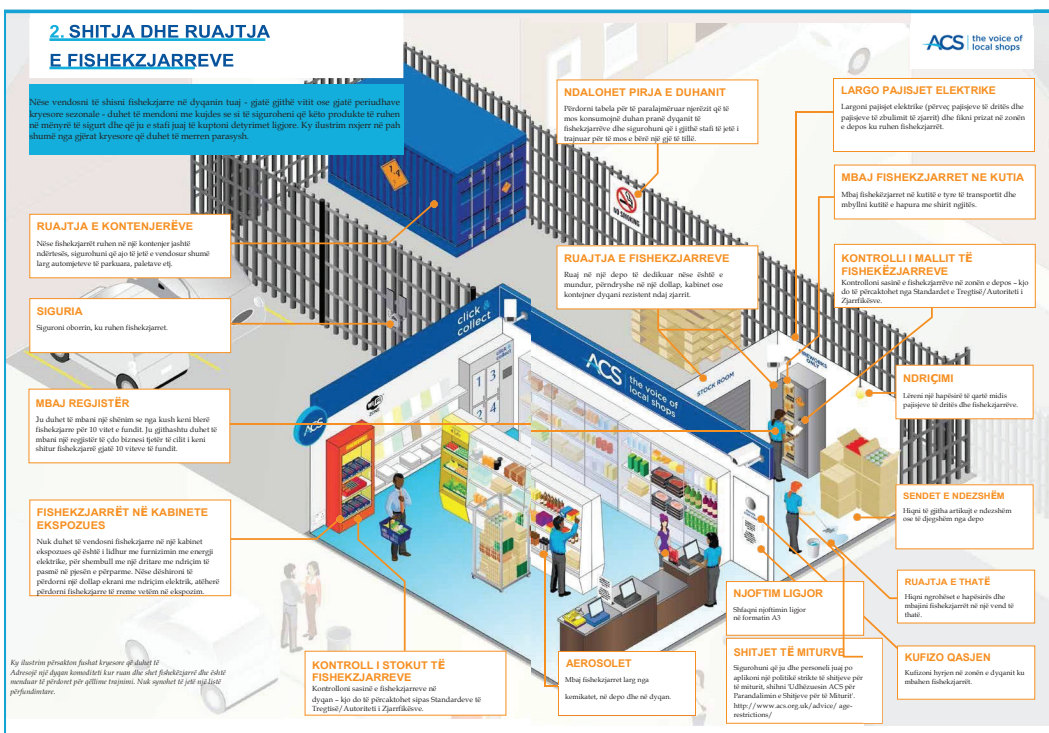 2. SHITJA DHE RUAJTJA
E FISHEKZJARREVE
ACS the voice of
local shops
Nëse vendosni të shisni fishekzjarre në dyqanin tuaj - gjatë gjithë vitit ose gjatë periudhave
kryesore sezonale - duhet të mendoni me kujdes se si të siguroheni që këto produkte të ruhen
në mënyrë të sigurt dhe që ju e stafi juaj të kuptoni detyrimet ligjore. Ky ilustrim nxjerr në pah
shumë nga gjërat kryesore që duhet të merren parasysh.
NDALOHET PIRJA E DUHANIT
Përdorni tabela për të paralajmëruar njerëzit që të
mos konsumojnë duhan pranë dyqanit të
fishekzjarrëve dhe sigurohuni që i gjithë stafi të jetë i
trajnuar për të mos e bërë një gjë të tillë.
LARGO PAJISJET ELEKTRIKE
Largoni pajisjet elektrike (përveç pajisjeve të dritës dhe
pajisjeve të zbulimit të zjarrit) dhe fikni prizat në zonën
e depos ku ruhen fishekzjarrët.
MBAJ FISHEKZJARRET NE KUTIA
Mbaj fishekëzjarret në kutitë e tyre të transportit dhe
mbyllni kutitë e hapura me shirit ngjitës.
RUAJTJA E KONTENJERËVE
Nëse fishekzjarrët ruhen në një kontenjer jashtë
ndërtesës, sigurohuni që ajo të jetë e vendosur shumë
larg automjeteve të parkuara, paletave etj.
RUAJTJA E FISHEKZJARREVE
Ruaj në një depo të dedikuar nëse është e
mundur, përndryshe në një dollap, kabinet ose
kontejner dyqani rezistent ndaj zjarrit.
KONTROLLI I MALLIT TË
FISHEKËZJARREVE
Kontrolloni sasinë e fishekzjarrëve në zonën e depos – kjo
do të përcaktohet nga Standardet e Tregtisë/Autoriteti i
Zjarrfikësve.
SIGURIA
Siguroni oborrin, ku ruhen fishekzjarret.
NDRIÇIMI
Lëreni një hapësirë të qartë midis
pajisjeve të dritës dhe fishekzjarrëve.
MBAJ REGJISTËR
Ju duhet të mbani një shënim se nga kush keni blerë
fishekzjarre për 10 vitet e fundit. Ju gjithashtu duhet të
mbani një regjistër të çdo biznesi tjetër të cilit i keni
shitur fishekzjarrë gjatë 10 viteve të fundit.
FISHEKZJARRËT NË KABINETE
EKSPOZUES
Nuk duhet të vendosni fishekzjarre në një kabinet
ekspozues që është i lidhur me furnizimin me energji
elektrike, për shembull me një dritare me ndriçim të
pasmë në pjesën e përparme. Nëse dëshironi të
përdorni një dollap ekrani me ndriçim elektrik, atëherë
përdorni fishekzjarre të rreme vetëm në ekspozim.
SENDET E NDEZSHËM
Hiqni të gjitha artikujt e ndezshëm
ose të djegshëm nga depo
RUAJTJA E THATË
Hiqni ngrohëset e hapësirës dhe
mbajini fishekzjarrët në një vend të
thatë.
KUFIZO QASJEN
Kufizoni hyrjen në zonën e dyqanit ku
mbahen fishekzjarrët.
NJOFTIM LIGJOR
Shfaqni njoftimin ligjor
në formatin A3
SHITJET TË MITURVE
Sigurohuni që ju dhe personeli juaj po
aplikoni një politikë strikte të shitjeve për
të miturit, shihni 'Udhëzuesin ACS për
Parandalimin e Shitjeve për të Miturit'.
http://www.acs.org.uk/advice/ age-
restrictions/
AEROSOLET
Mbaj fishekzjarret larg nga
kemikatet, në depo dhe në dyqan.
KONTROLL I STOKUT TË
FISHEKZJARREVE
Kontrolloni sasinë e fishekzjarreve në
dyqan – kjo do të përcaktohet sipas Standardeve të
Tregtisë/Autoriteti i Zjarrfikësve.
Ky ilustrim përsakton fushat kryesore që duhet të
Adresojë një dyqan komoditeti kur ruan dhe shet fishekëzjarrë dhe është
menduar të përdoret për qëllime trajnimi. Nuk synohet të jetë një listë
përfundimtare.
1.4
NO SMOKING
click &
collect
CLICK &
COLLECT
1 3
2 4
ACS the voice of
local shops
ACS
STOCK ROOM
FIREWORKS
ONLY